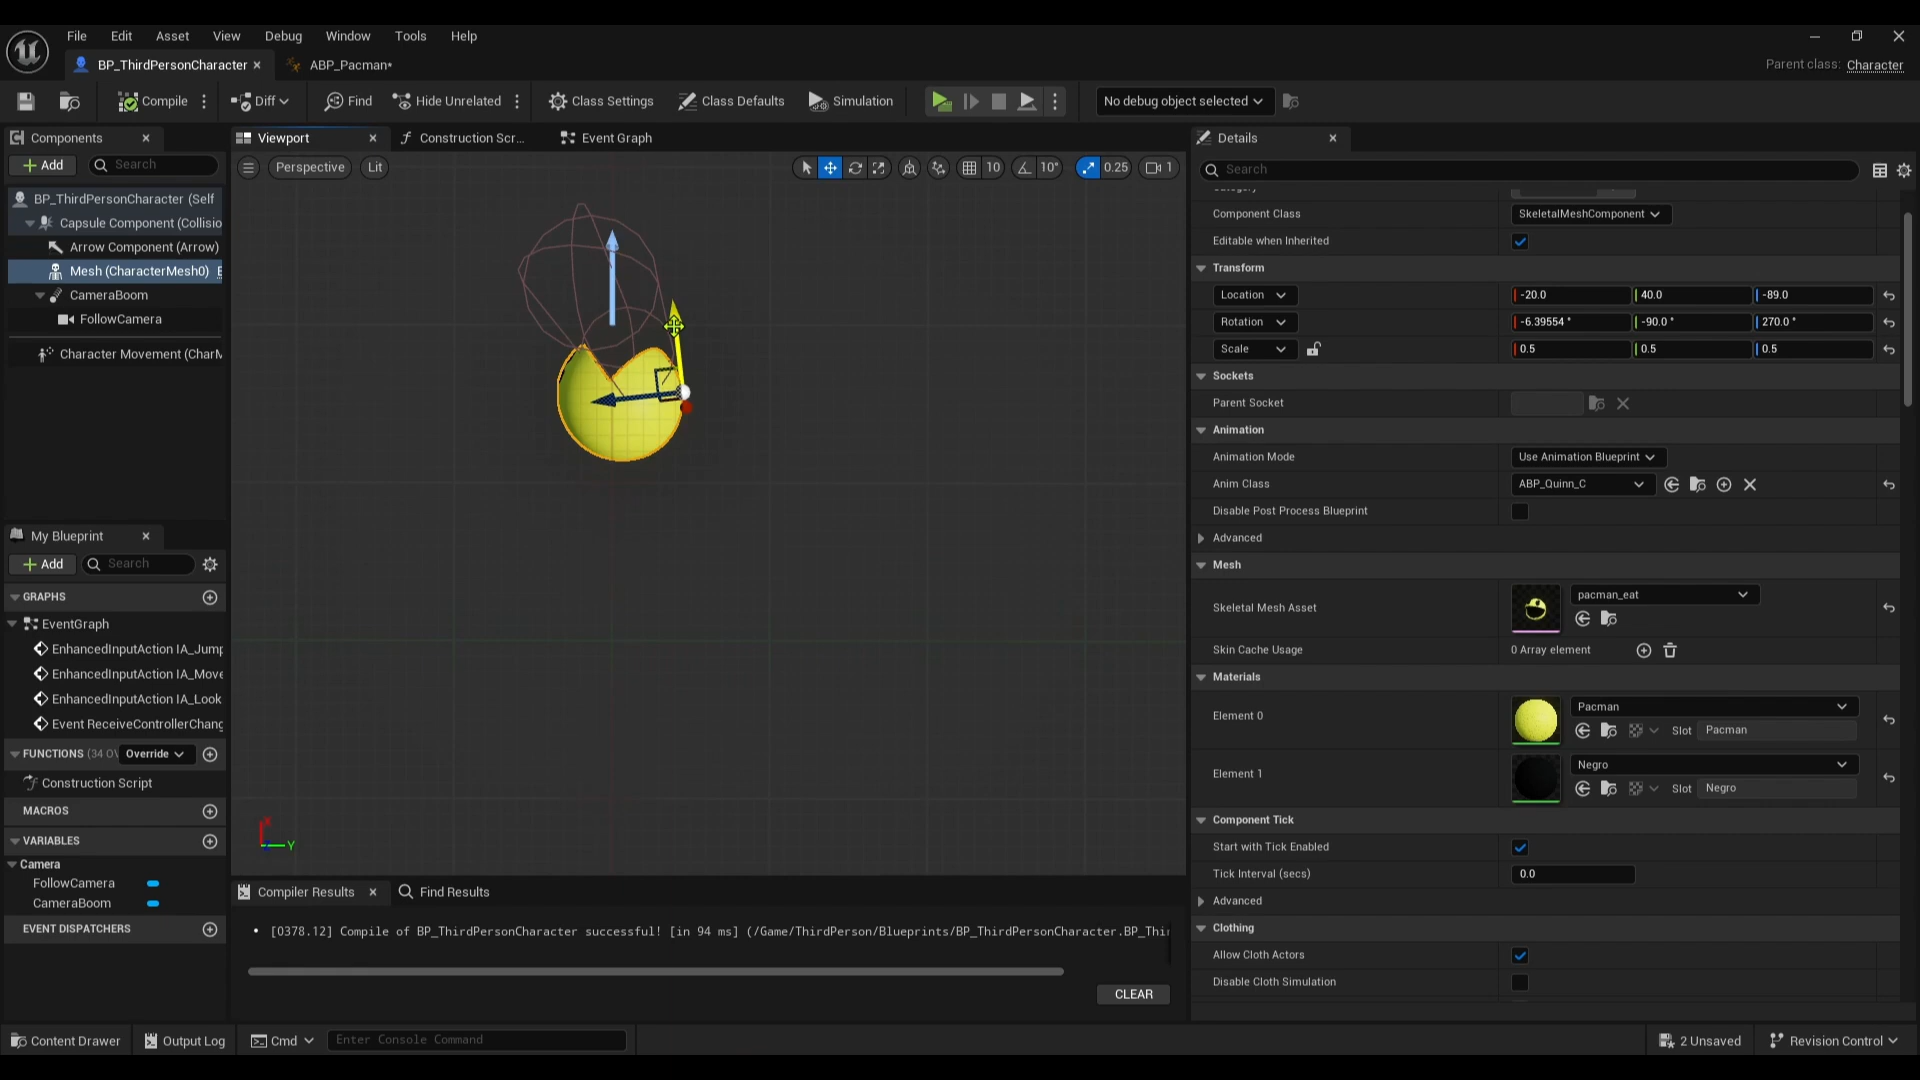 File Edit Asset View Debug Window Tools Help
BP_ThirdPersonCharacter ABP_Pacman*
Parent class: Character
Compile Diff Find Hide Unrelated Class Settings Class Defaults Simulation No debug object selected
Components
Add Search
BP_ThirdPersonCharacter (Self
Capsule Component (Collisio
Arrow Component (Arrow)
Mesh (CharacterMesh0) E
CameraBoom
FollowCamera
Character Movement (CharM
My Blueprint
Add Search
GRAPHS
EventGraph
EnhancedInputAction IA_Jump
EnhancedInputAction IA_Move
EnhancedInputAction IA_Look
Event ReceiveControllerChang
FUNCTIONS (34 OV Override
Construction Script
MACROS
VARIABLES
Camera
FollowCamera
CameraBoom
EVENT DISPATCHERS
Viewport Construction Scr... Event Graph
Perspective Lit 10 10° 0.25 1
Y
Compiler Results Find Results
[0378.12] Compile of BP_ThirdPersonCharacter successful! [in 94 ms] (/Game/ThirdPerson/Blueprints/BP_ThirdPersonCharacter.BP_Thir
CLEAR
Details
Search
Component Class SkeletalMeshComponent
Editable when Inherited
Transform
Location -20.0 40.0 -89.0
Rotation -6.39554 ° -90.0 ° 270.0 °
Scale 0.5 0.5 0.5
Sockets
Parent Socket
Animation
Animation Mode Use Animation Blueprint
Anim Class ABP_Quinn_C
Disable Post Process Blueprint
Advanced
Mesh
Skeletal Mesh Asset pacman_eat
Skin Cache Usage 0 Array element
Materials
Element 0 Pacman
Slot Pacman
Element 1 Negro
Slot Negro
Component Tick
Start with Tick Enabled
Tick Interval (secs) 0.0
Advanced
Clothing
Allow Cloth Actors
Disable Cloth Simulation
Content Drawer Output Log Cmd Enter Console Command 2 Unsaved Revision Control